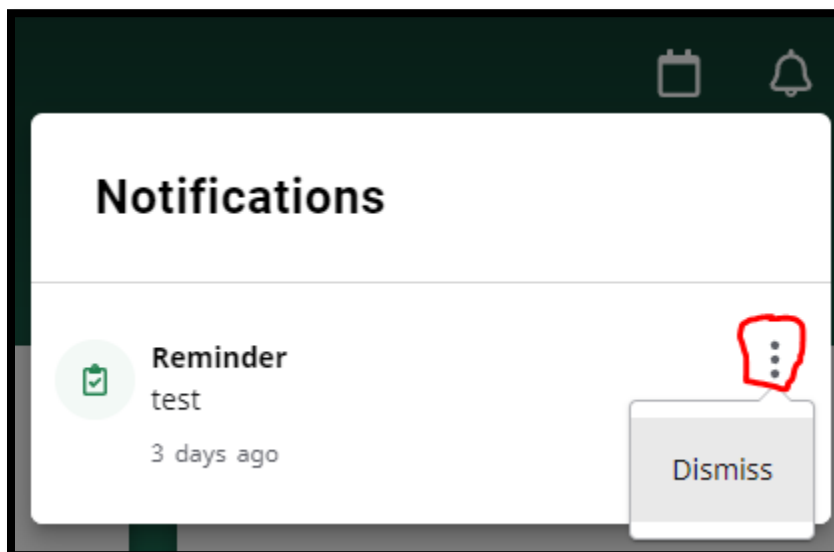 Notifications
Reminder
test
3 days ago
Dismiss